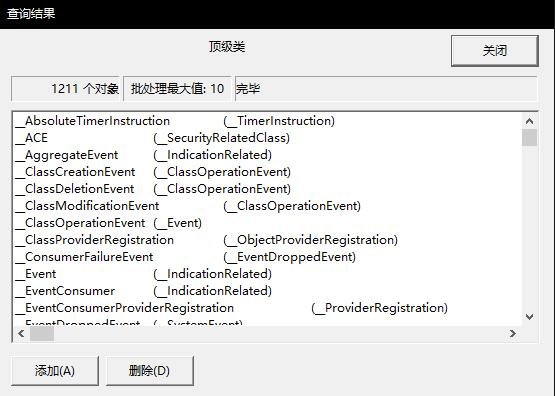 查询结果
顶级类
关闭
1211 个对象 批处理最大值: 10 完毕
__AbsoluteTimerInstruction (__TimerInstruction)
__ACE (__SecurityRelatedClass)
__AggregateEvent (__IndicationRelated)
__ClassCreationEvent (__ClassOperationEvent)
__ClassDeletionEvent (__ClassOperationEvent)
__ClassModificationEvent (__ClassOperationEvent)
__ClassOperationEvent (__Event)
__ClassProviderRegistration (__ObjectProviderRegistration)
__ConsumerFailureEvent (__EventDroppedEvent)
__Event (__IndicationRelated)
__EventConsumer (__IndicationRelated)
__EventConsumerProviderRegistration (__ProviderRegistration)
__EventDroppedEvent (__SystemEvent)
添加(A) 删除(D)